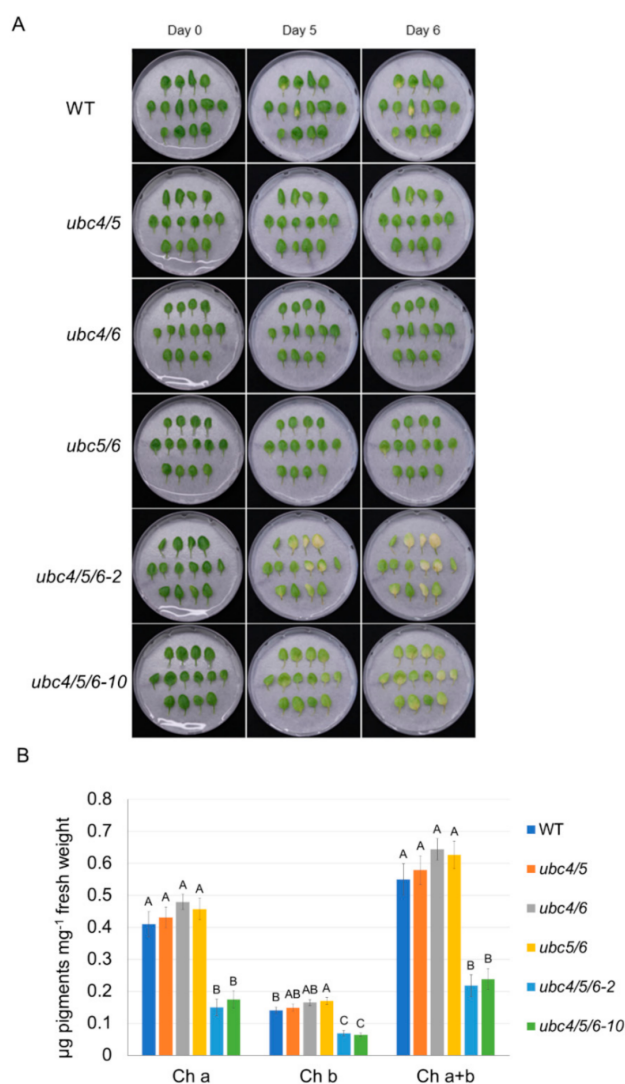 A
Day 0 Day 5 Day 6
WT
ubc4/5
ubc4/6
ubc5/6
ubc4/5/6-2
ubc4/5/6-10
B
µg pigments mg⁻¹ fresh weight
0.8
0.7
0.6
0.5
0.4
0.3
0.2
0.1
0
A A A A B B
B AB AB A C C
A A A A B B
Ch a Ch b Ch a+b
WT
ubc4/5
ubc4/6
ubc5/6
ubc4/5/6-2
ubc4/5/6-10